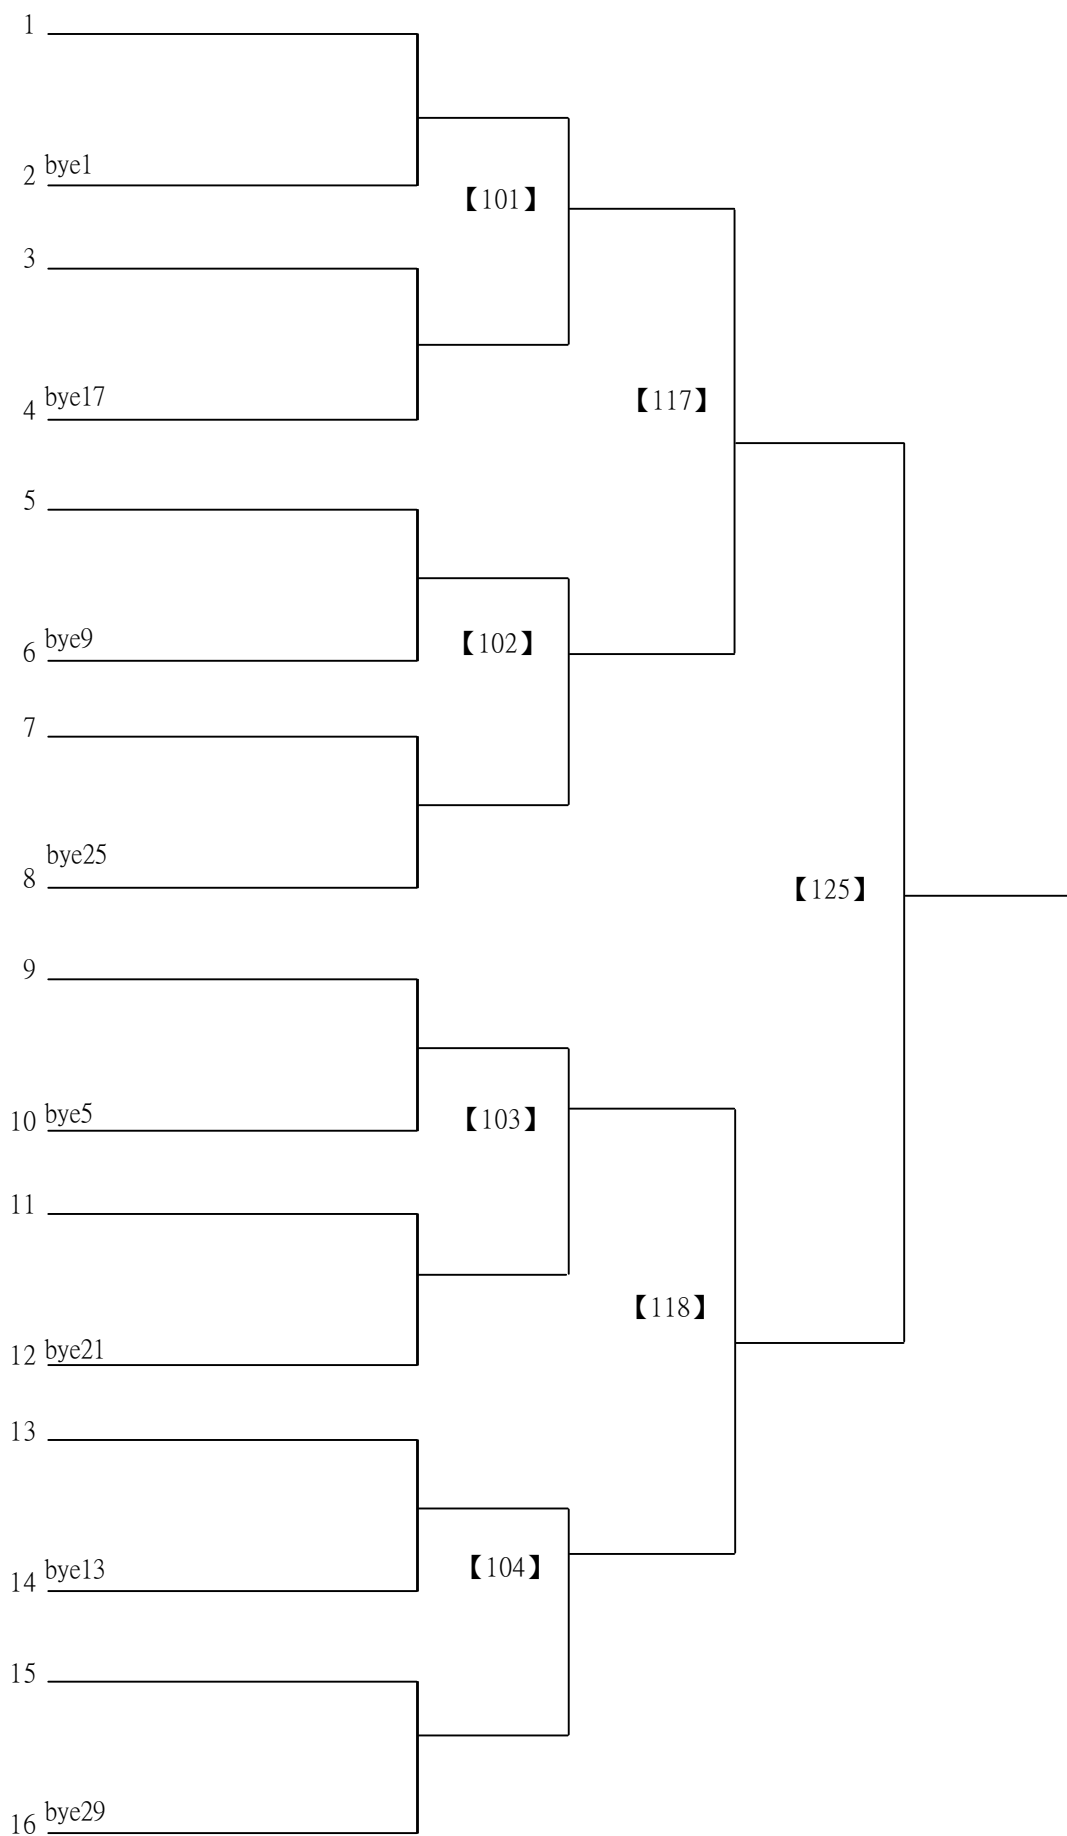 1
2 bye1
【101】
3
4 bye17
【117】
5
6 bye9
【102】
7
8 bye25
【125】
9
10 bye5
【103】
11
【118】
12 bye21
13
14 bye13
【104】
15
16 bye29